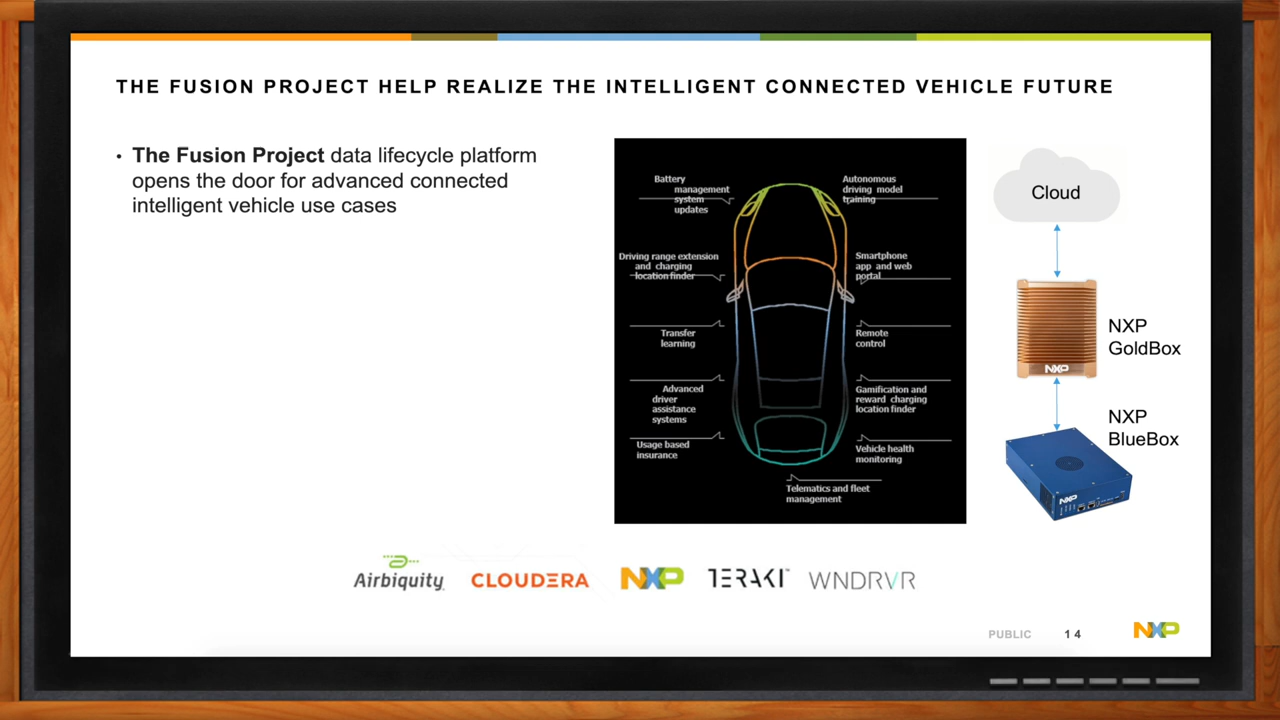 THE FUSION PROJECT HELP REALIZE THE INTELLIGENT CONNECTED VEHICLE FUTURE
• The Fusion Project data lifecycle platform
opens the door for advanced connected
intelligent vehicle use cases
Battery
management
system
updates
Autonomous
driving model
training
Driving range extension
and charging
location finder
Smartphone
app and web
portal
Transfer
learning
Remote
control
Advanced
driver
assistance
systems
Gamification and
reward charging
location finder
Usage based
insurance
Vehicle health
monitoring
Telematics and fleet
management
Cloud
NXP
GoldBox
NXP
NXP
BlueBox
NXP
Airbiquity
CLOUDERA
NXP
TERAKI™
WNDRVR
PUBLIC
14
NXP